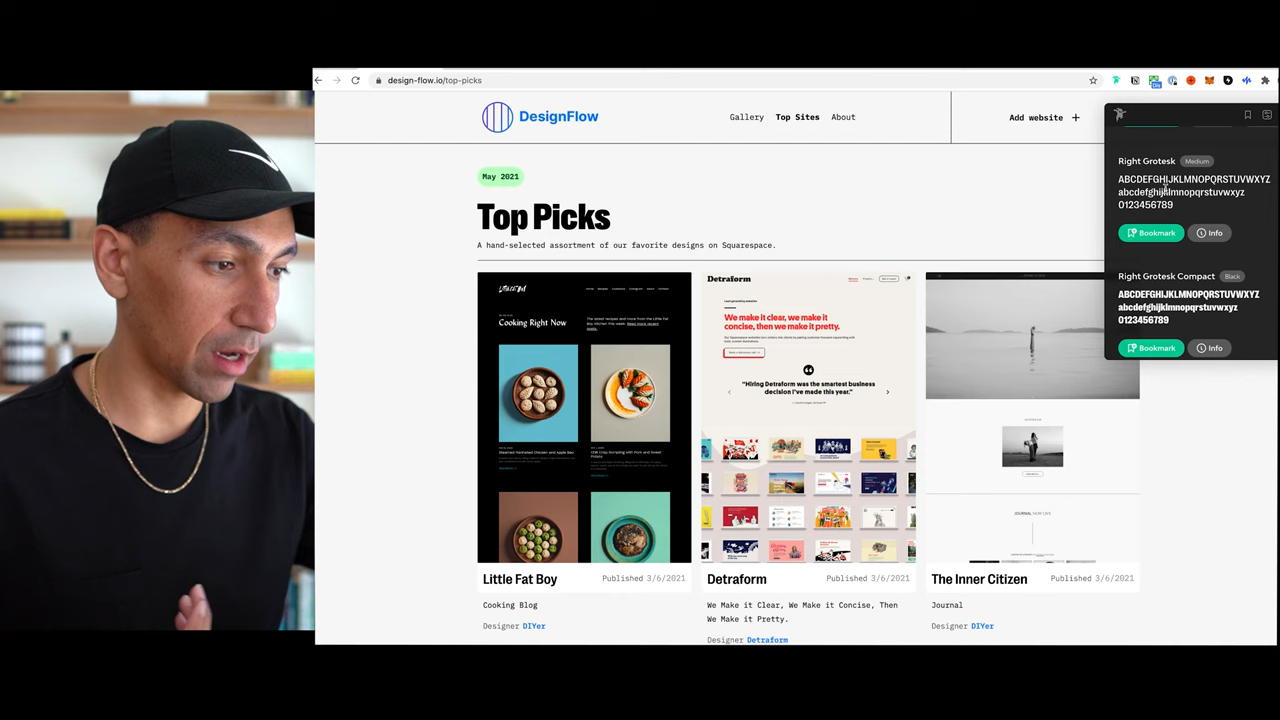 design-flow.io/top-picks
DesignFlow
Gallery
Top Sites
About
Add website +
May 2021
Top Picks
A hand-selected assortment of our favorite designs on Squarespace.
Right Grotesk Medium
ABCDEFGHIJKLMNOPQRSTUVWXYZ
abcdefghijklmnopqrstuvwxyz
0123456789
Bookmark
Info
Right Grotesk Compact Black
ABCDEFGHIJKLMNOPQRSTUVWXYZ
abcdefghijklmnopqrstuvwxyz
0123456789
Bookmark
Info
Cooking Right Now
Detraform
We make it clear, we make it
concise, then we make it pretty.
"Hiring Detraform was the smartest business
decision I've made this year."
JOURNAL NOW LIVE
Little Fat Boy
Published 3/6/2021
Cooking Blog
Designer DIYer
Detraform
Published 3/6/2021
We Make it Clear, We Make it Concise, Then
We Make it Pretty.
Designer Detraform
The Inner Citizen
Published 3/6/2021
Journal
Designer DIYer